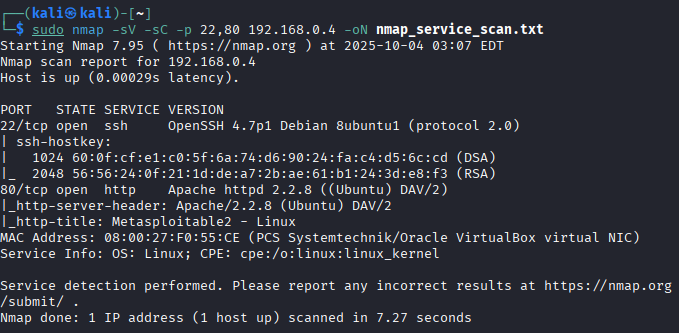 ┌──(kali㉿kali)-[~]
└─$ sudo nmap -sV -sC -p 22,80 192.168.0.4 -oN nmap_service_scan.txt
Starting Nmap 7.95 ( https://nmap.org ) at 2025-10-04 03:07 EDT
Nmap scan report for 192.168.0.4
Host is up (0.00029s latency).

PORT   STATE SERVICE VERSION
22/tcp open  ssh     OpenSSH 4.7p1 Debian 8ubuntu1 (protocol 2.0)
| ssh-hostkey:
|   1024 60:0f:cf:e1:c0:5f:6a:74:d6:90:24:fa:c4:d5:6c:cd (DSA)
|_  2048 56:56:24:0f:21:1d:de:a7:2b:ae:61:b1:24:3d:e8:f3 (RSA)
80/tcp open  http    Apache httpd 2.2.8 ((Ubuntu) DAV/2)
|_http-server-header: Apache/2.2.8 (Ubuntu) DAV/2
|_http-title: Metasploitable2 - Linux
MAC Address: 08:00:27:F0:55:CE (PCS Systemtechnik/Oracle VirtualBox virtual NIC)
Service Info: OS: Linux; CPE: cpe:/o:linux:linux_kernel

Service detection performed. Please report any incorrect results at https://nmap.org
/submit/ .
Nmap done: 1 IP address (1 host up) scanned in 7.27 seconds